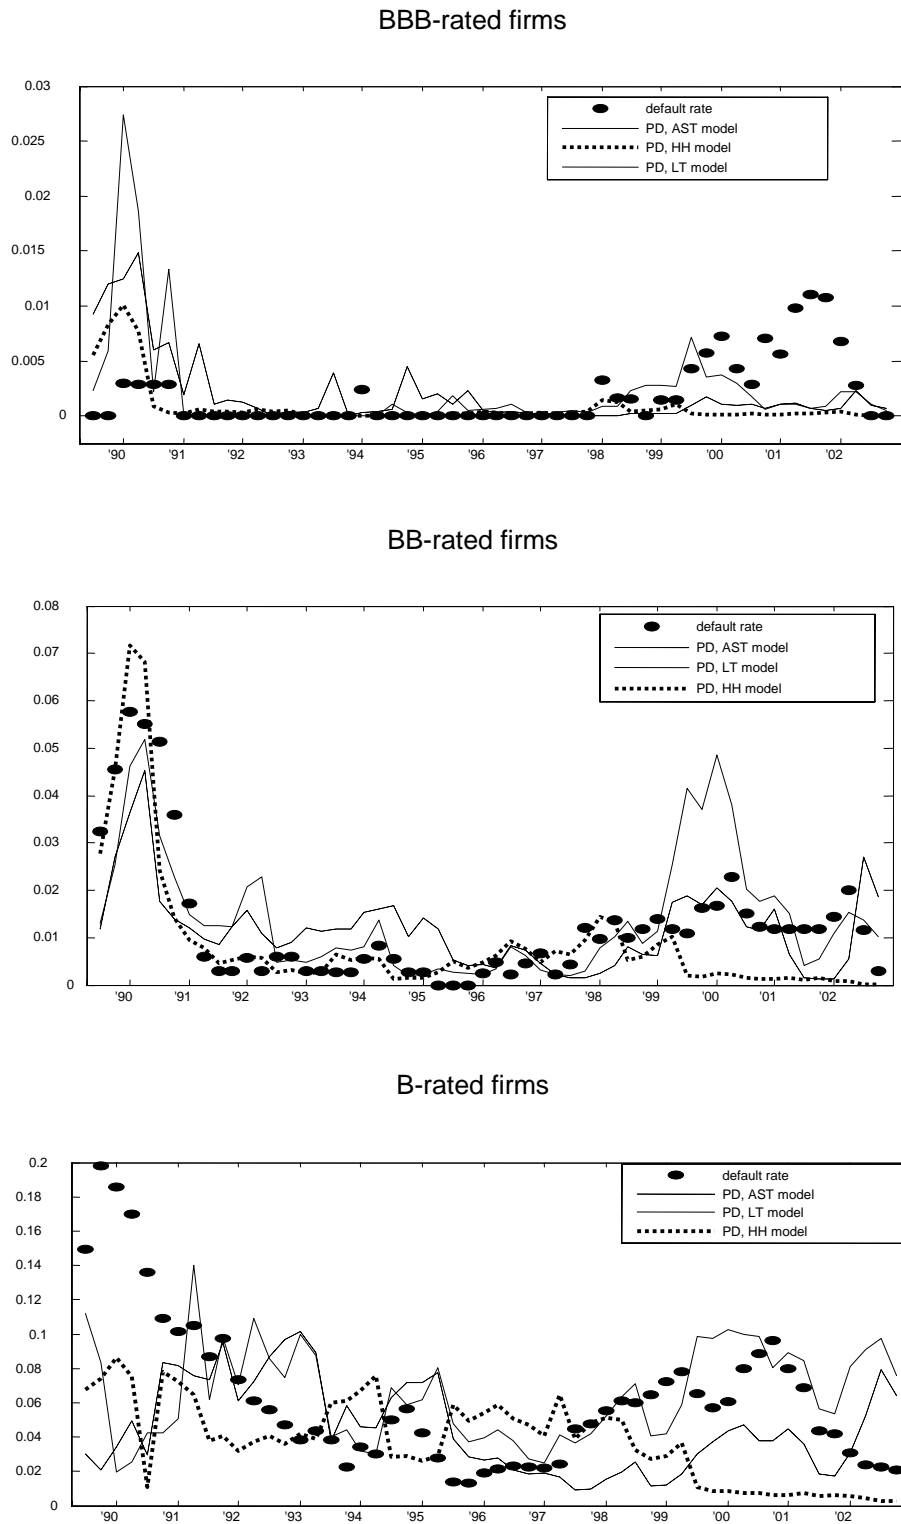 BBB-rated firms
0.03
default rate
PD, AST model
0.025
PD, HH model
PD, LT model
0.02
0.015
0.01
0.005
0
'90 '91 '92 '93 '94 '95 '96 '97 '98 '99 '00 '01 '02
BB-rated firms
0.08
default rate
0.07
PD, AST model
PD, LT model
PD, HH model
0.06
0.05
0.04
0.03
0.02
0.01
0
'90 '91 '92 '93 '94 '95 '96 '97 '98 '99 '00 '01 '02
B-rated firms
0.2
default rate
0.18
PD, AST model
PD, LT model
0.16
PD, HH model
0.14
0.12
0.1
0.08
0.06
0.04
0.02
0
'90 '91 '92 '93 '94 '95 '96 '97 '98 '99 '00 '01 '02